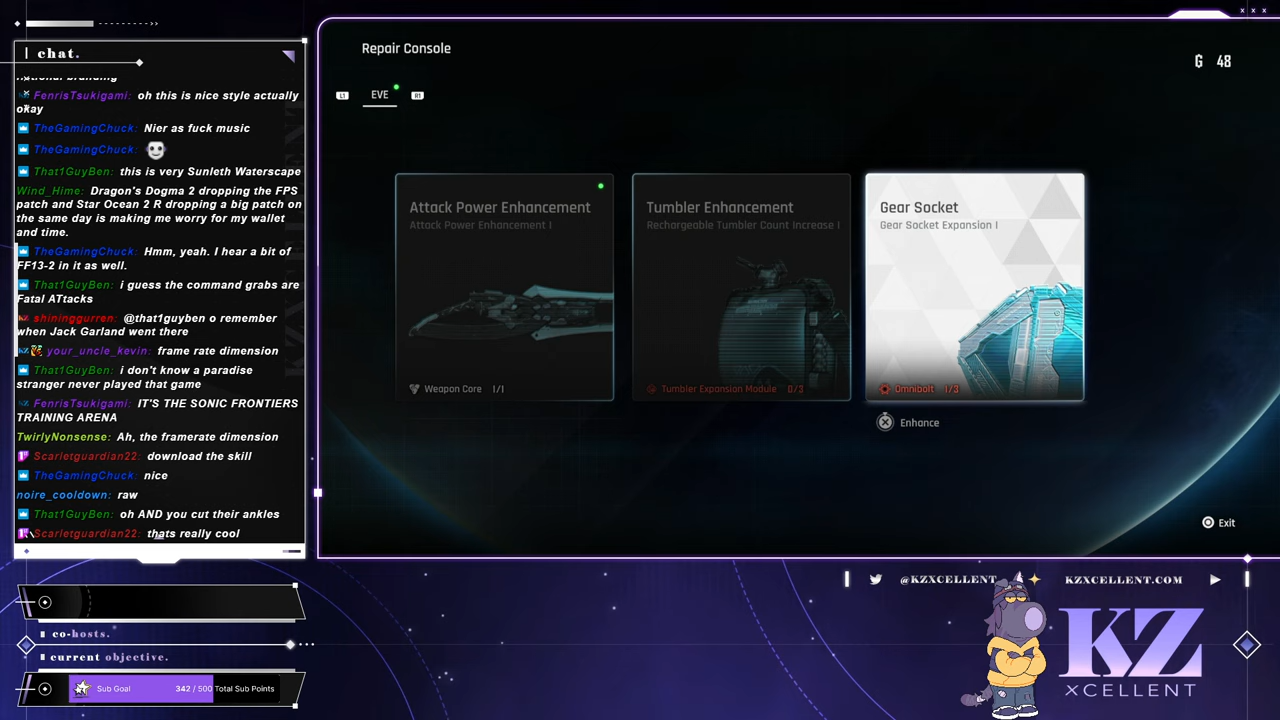 chat.
national branding
FenrisTsukigami: oh this is nice style actually
okay
TheGamingChuck: Nier as fuck music
TheGamingChuck:
That1GuyBen: this is very Sunleth Waterscape
Wind_Hime: Dragon's Dogma 2 dropping the FPS
patch and Star Ocean 2 R dropping a big patch on
the same day is making me worry for my wallet
and time.
TheGamingChuck: Hmm, yeah. I hear a bit of
FF13-2 in it as well.
That1GuyBen: i guess the command grabs are
Fatal ATtacks
shininggurren: @that1guyben o remember
when Jack Garland went there
your_uncle_kevin: frame rate dimension
That1GuyBen: i don't know a paradise
stranger never played that game
FenrisTsukigami: IT'S THE SONIC FRONTIERS
TRAINING ARENA
TwirlyNonsense: Ah, the framerate dimension
Scarletguardian22: download the skill
TheGamingChuck: nice
noire_cooldown: raw
That1GuyBen: oh AND you cut their ankles
Scarletguardian22: thats really cool
co-hosts.
current objective.
Sub Goal 342 / 500 Total Sub Points
Repair Console
48
L1 EVE R1
Attack Power Enhancement
Attack Power Enhancement I
Weapon Core 1/1
Tumbler Enhancement
Rechargeable Tumbler Count Increase I
Tumbler Expansion Module 0/3
Gear Socket
Gear Socket Expansion I
Omnibolt 1/3
Enhance
Exit
@KZXCELLENT
KZXCELLENT.COM
KZ
XCELLENT